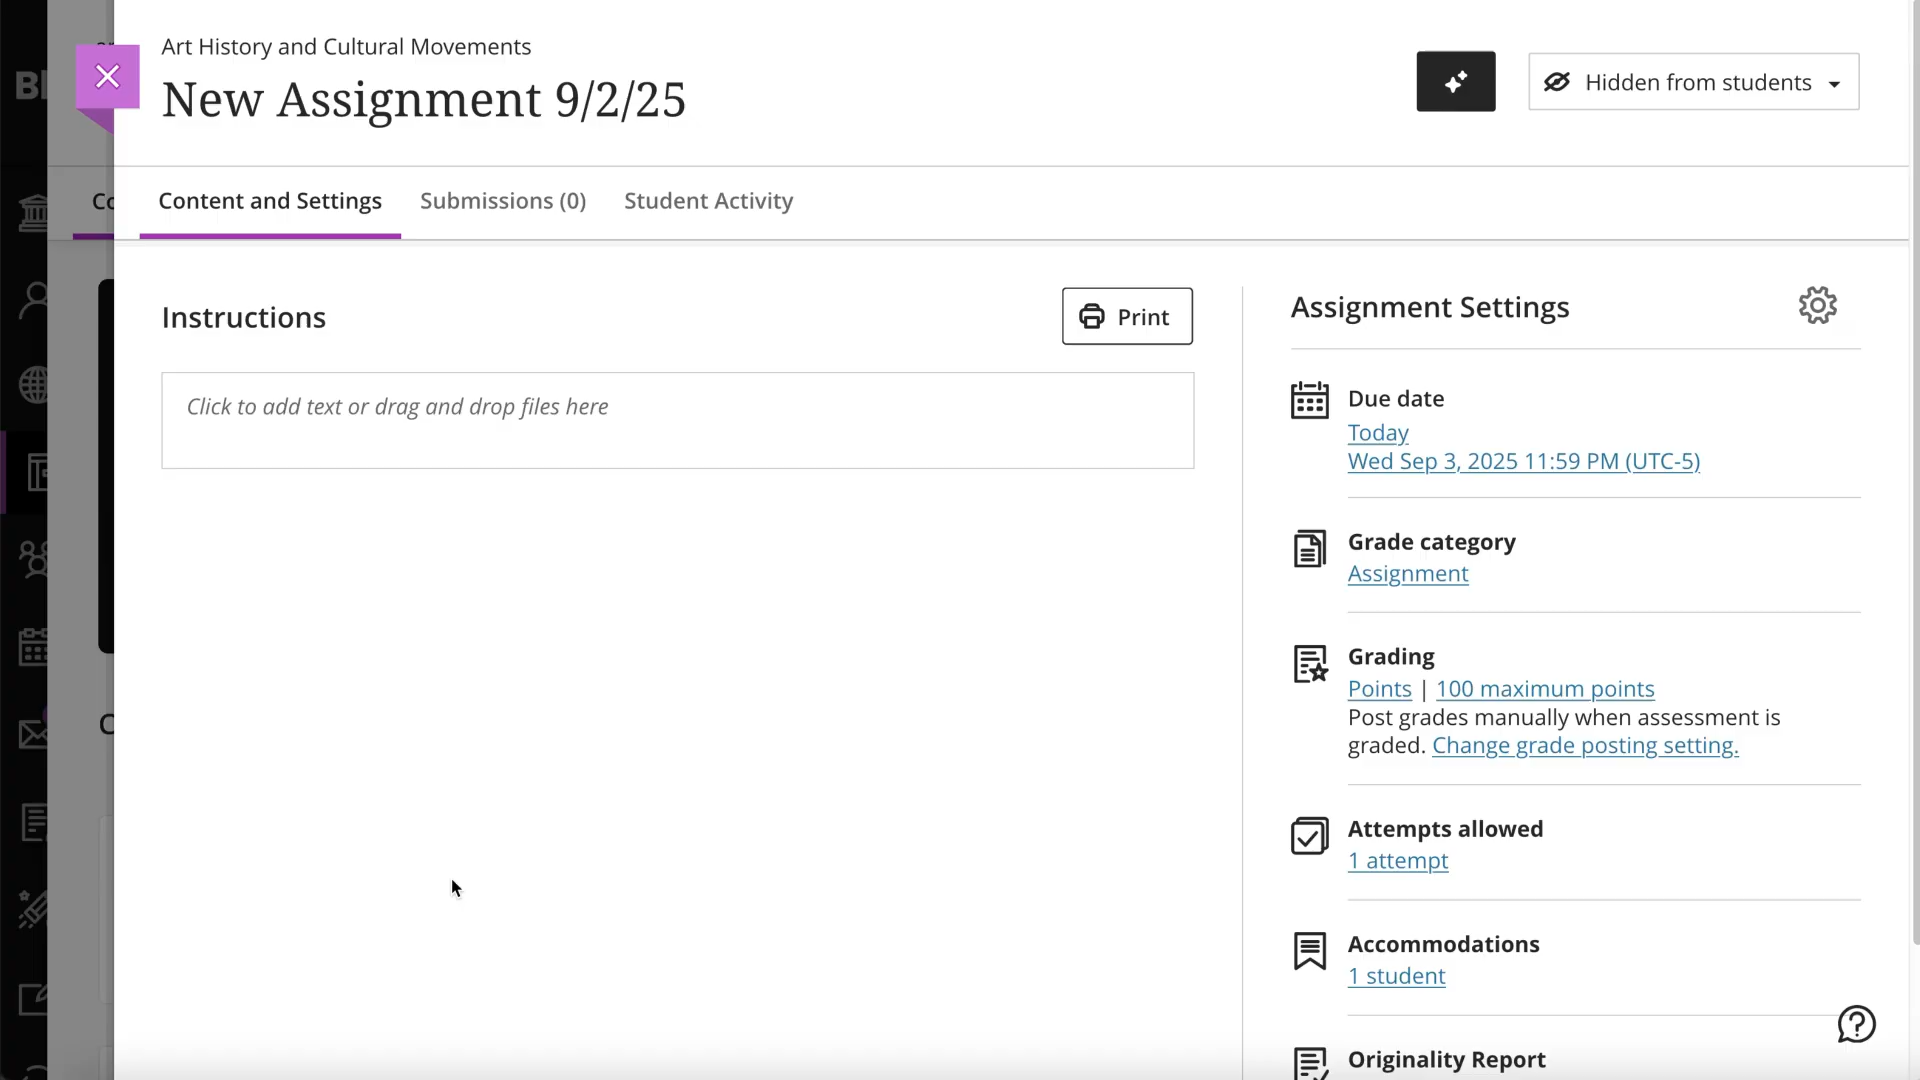 Art History and Cultural Movements
New Assignment 9/2/25
Hidden from students
Content and Settings
Submissions (0)
Student Activity
Instructions
Print
Click to add text or drag and drop files here
Assignment Settings
Due date
Today
Wed Sep 3, 2025 11:59 PM (UTC-5)
Grade category
Assignment
Grading
Points | 100 maximum points
Post grades manually when assessment is
graded. Change grade posting setting.
Attempts allowed
1 attempt
Accommodations
1 student
Originality Report